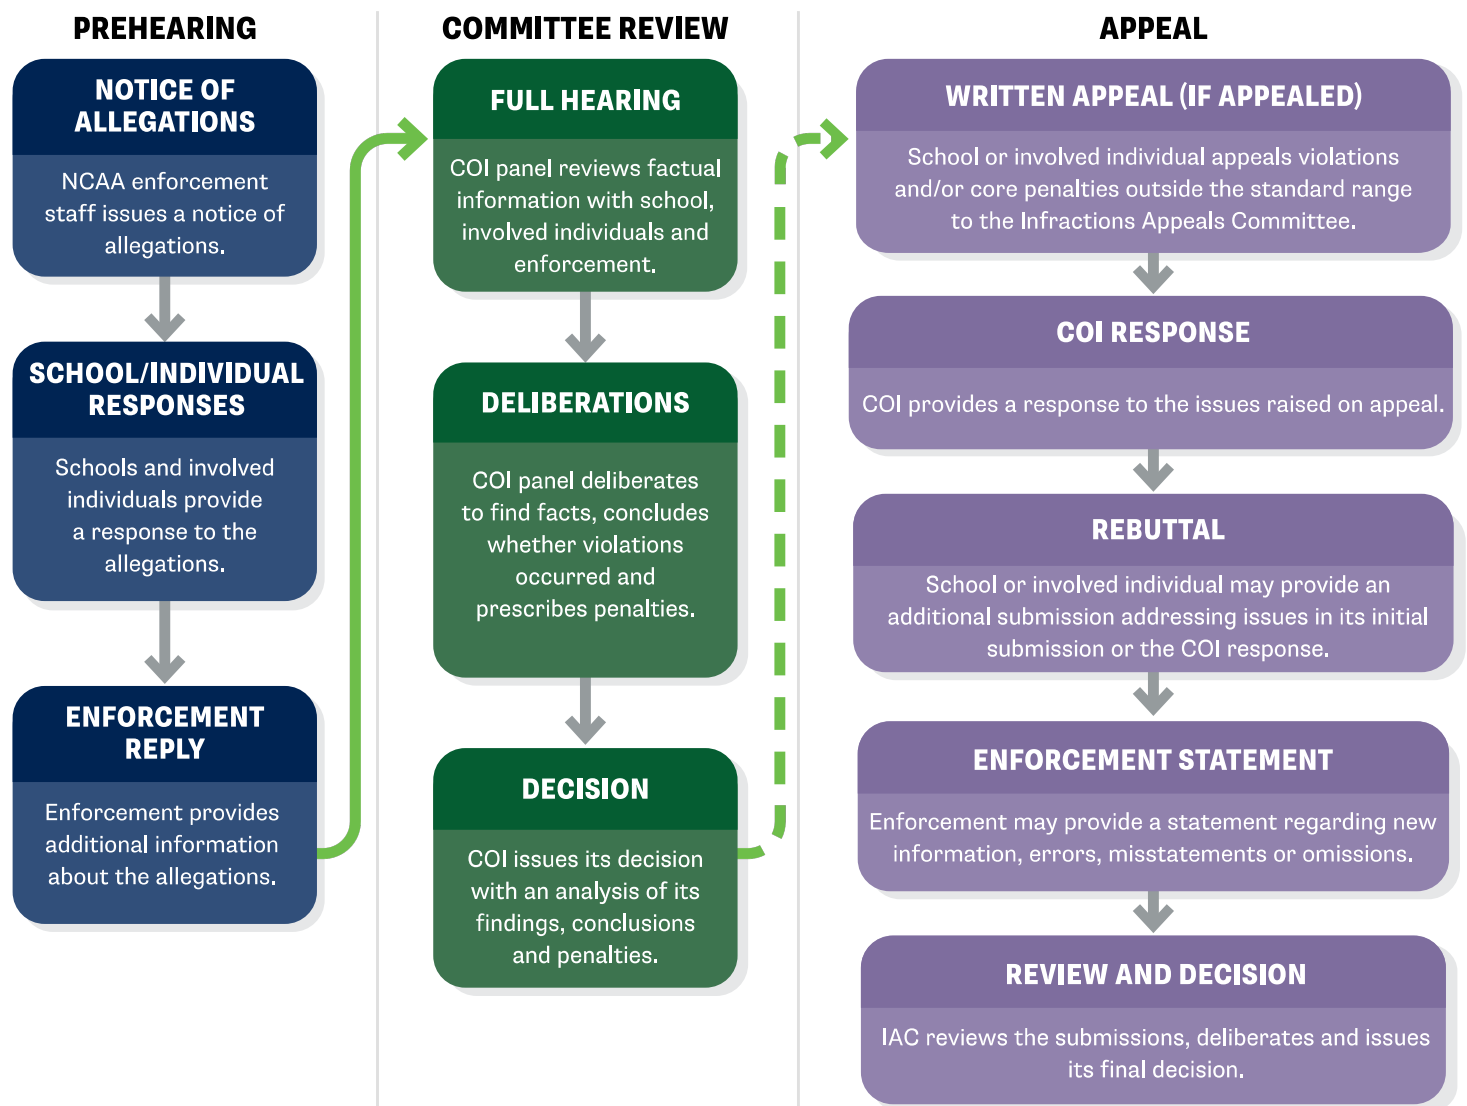 PREHEARING
NOTICE OF
ALLEGATIONS
NCAA enforcement
staff issues a notice of
allegations.
SCHOOL/INDIVIDUAL
RESPONSES
Schools and involved
individuals provide
a response to the
allegations.
ENFORCEMENT
REPLY
Enforcement provides
additional information
about the allegations.
COMMITTEE REVIEW
FULL HEARING
COI panel reviews factual
information with school,
involved individuals and
enforcement.
DELIBERATIONS
COI panel deliberates
to find facts, concludes
whether violations
occurred and
prescribes penalties.
DECISION
COI issues its decision
with an analysis of its
findings, conclusions
and penalties.
APPEAL
WRITTEN APPEAL (IF APPEALED)
School or involved individual appeals violations
and/or core penalties outside the standard range
to the Infractions Appeals Committee.
COI RESPONSE
COI provides a response to the issues raised on appeal.
REBUTTAL
School or involved individual may provide an
additional submission addressing issues in its initial
submission or the COI response.
ENFORCEMENT STATEMENT
Enforcement may provide a statement regarding new
information, errors, misstatements or omissions.
REVIEW AND DECISION
IAC reviews the submissions, deliberates and issues
its final decision.